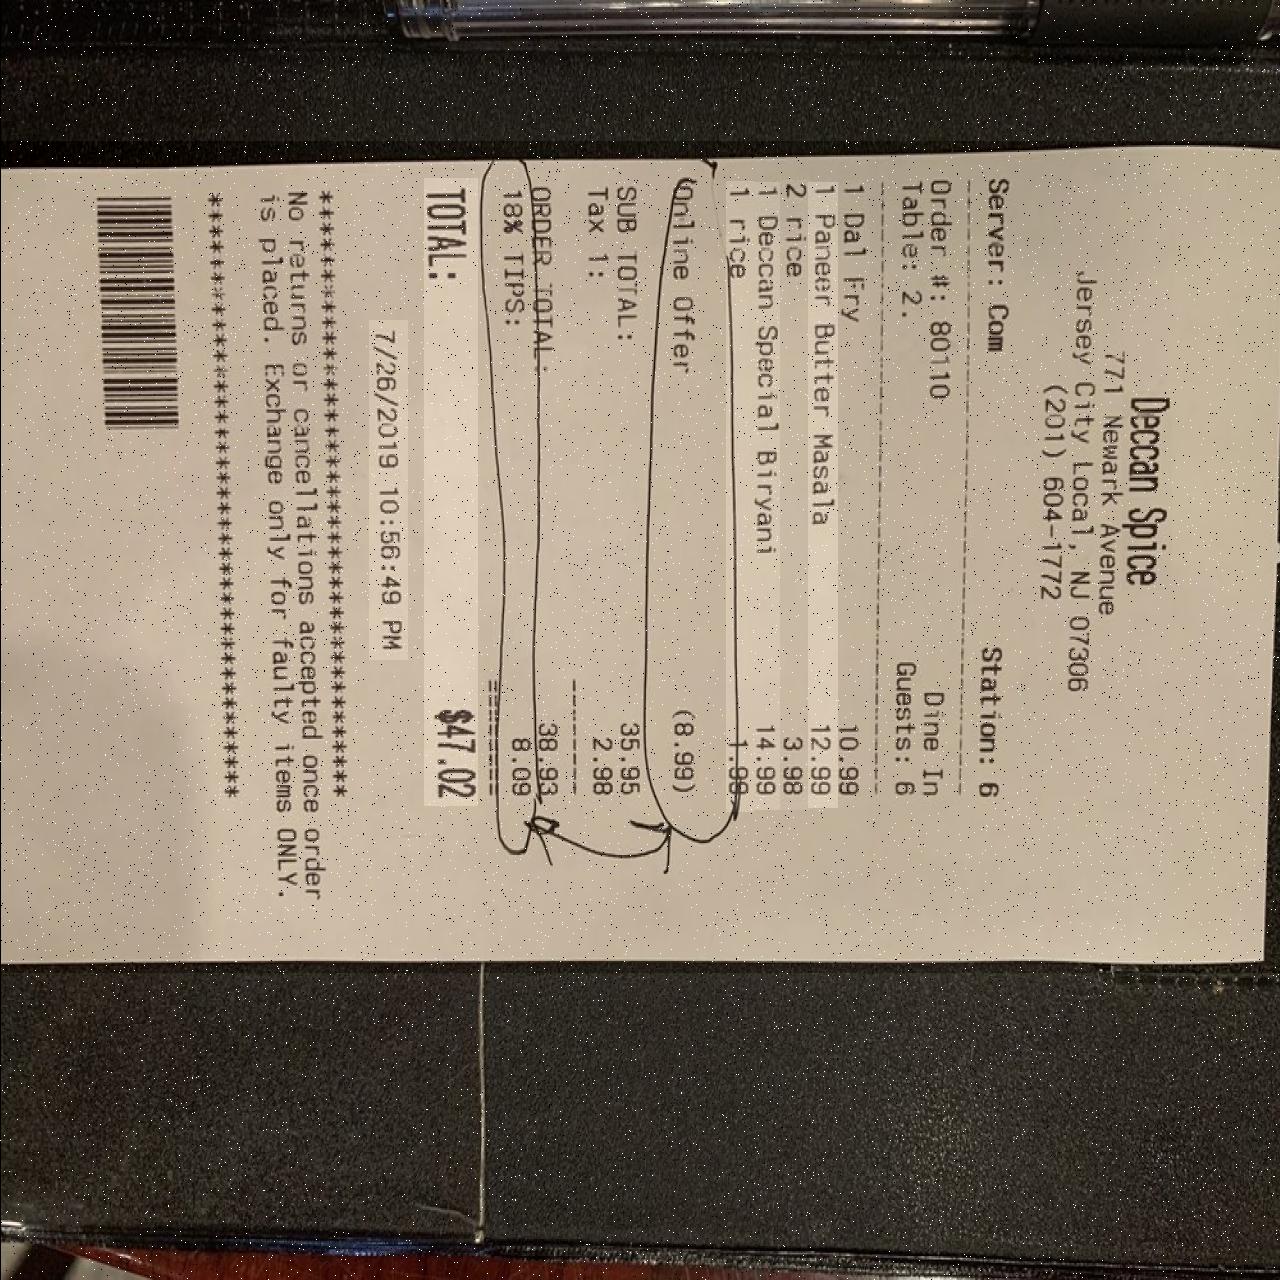 Deccan Spice
771 Newark Avenue
Jersey City Local, NJ 07306
(201) 604-1772
Server: Com Station: 6
Order #: 80110 Dine In
Table: 2. Guests: 6
1 Dal Fry 10.99
1 Paneer Butter Masala 12.99
2 rice 3.98
1 Deccan Special Biryani 14.99
1 rice 1.99
(Online Offer (8.99)
SUB TOTAL: 35.95
Tax 1: 2.98
ORDER TOTAL: 38.93
18% TIPS: 8.09
TOTAL: $47.02
7/26/2019 10:56:49 PM
No returns or cancellations accepted once order
is placed. Exchange only for faulty items ONLY.